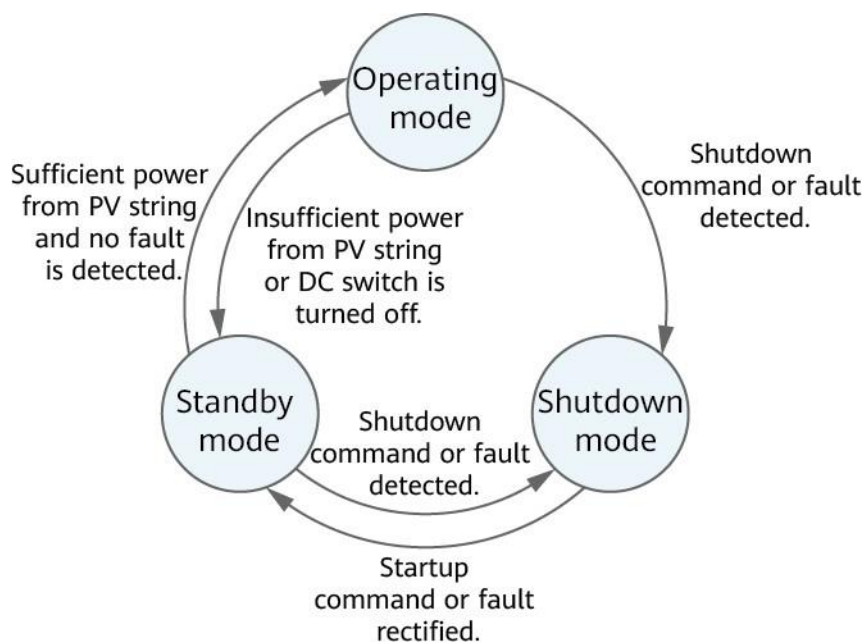 Operating
mode
Shutdown
command or fault
detected.
Sufficient power
from PV string
and no fault
is detected.
Insufficient power
from PV string
or DC switch is
turned off.
Standby
mode
Shutdown
command or fault
detected.
Shutdown
mode
Startup
command or fault
rectified.